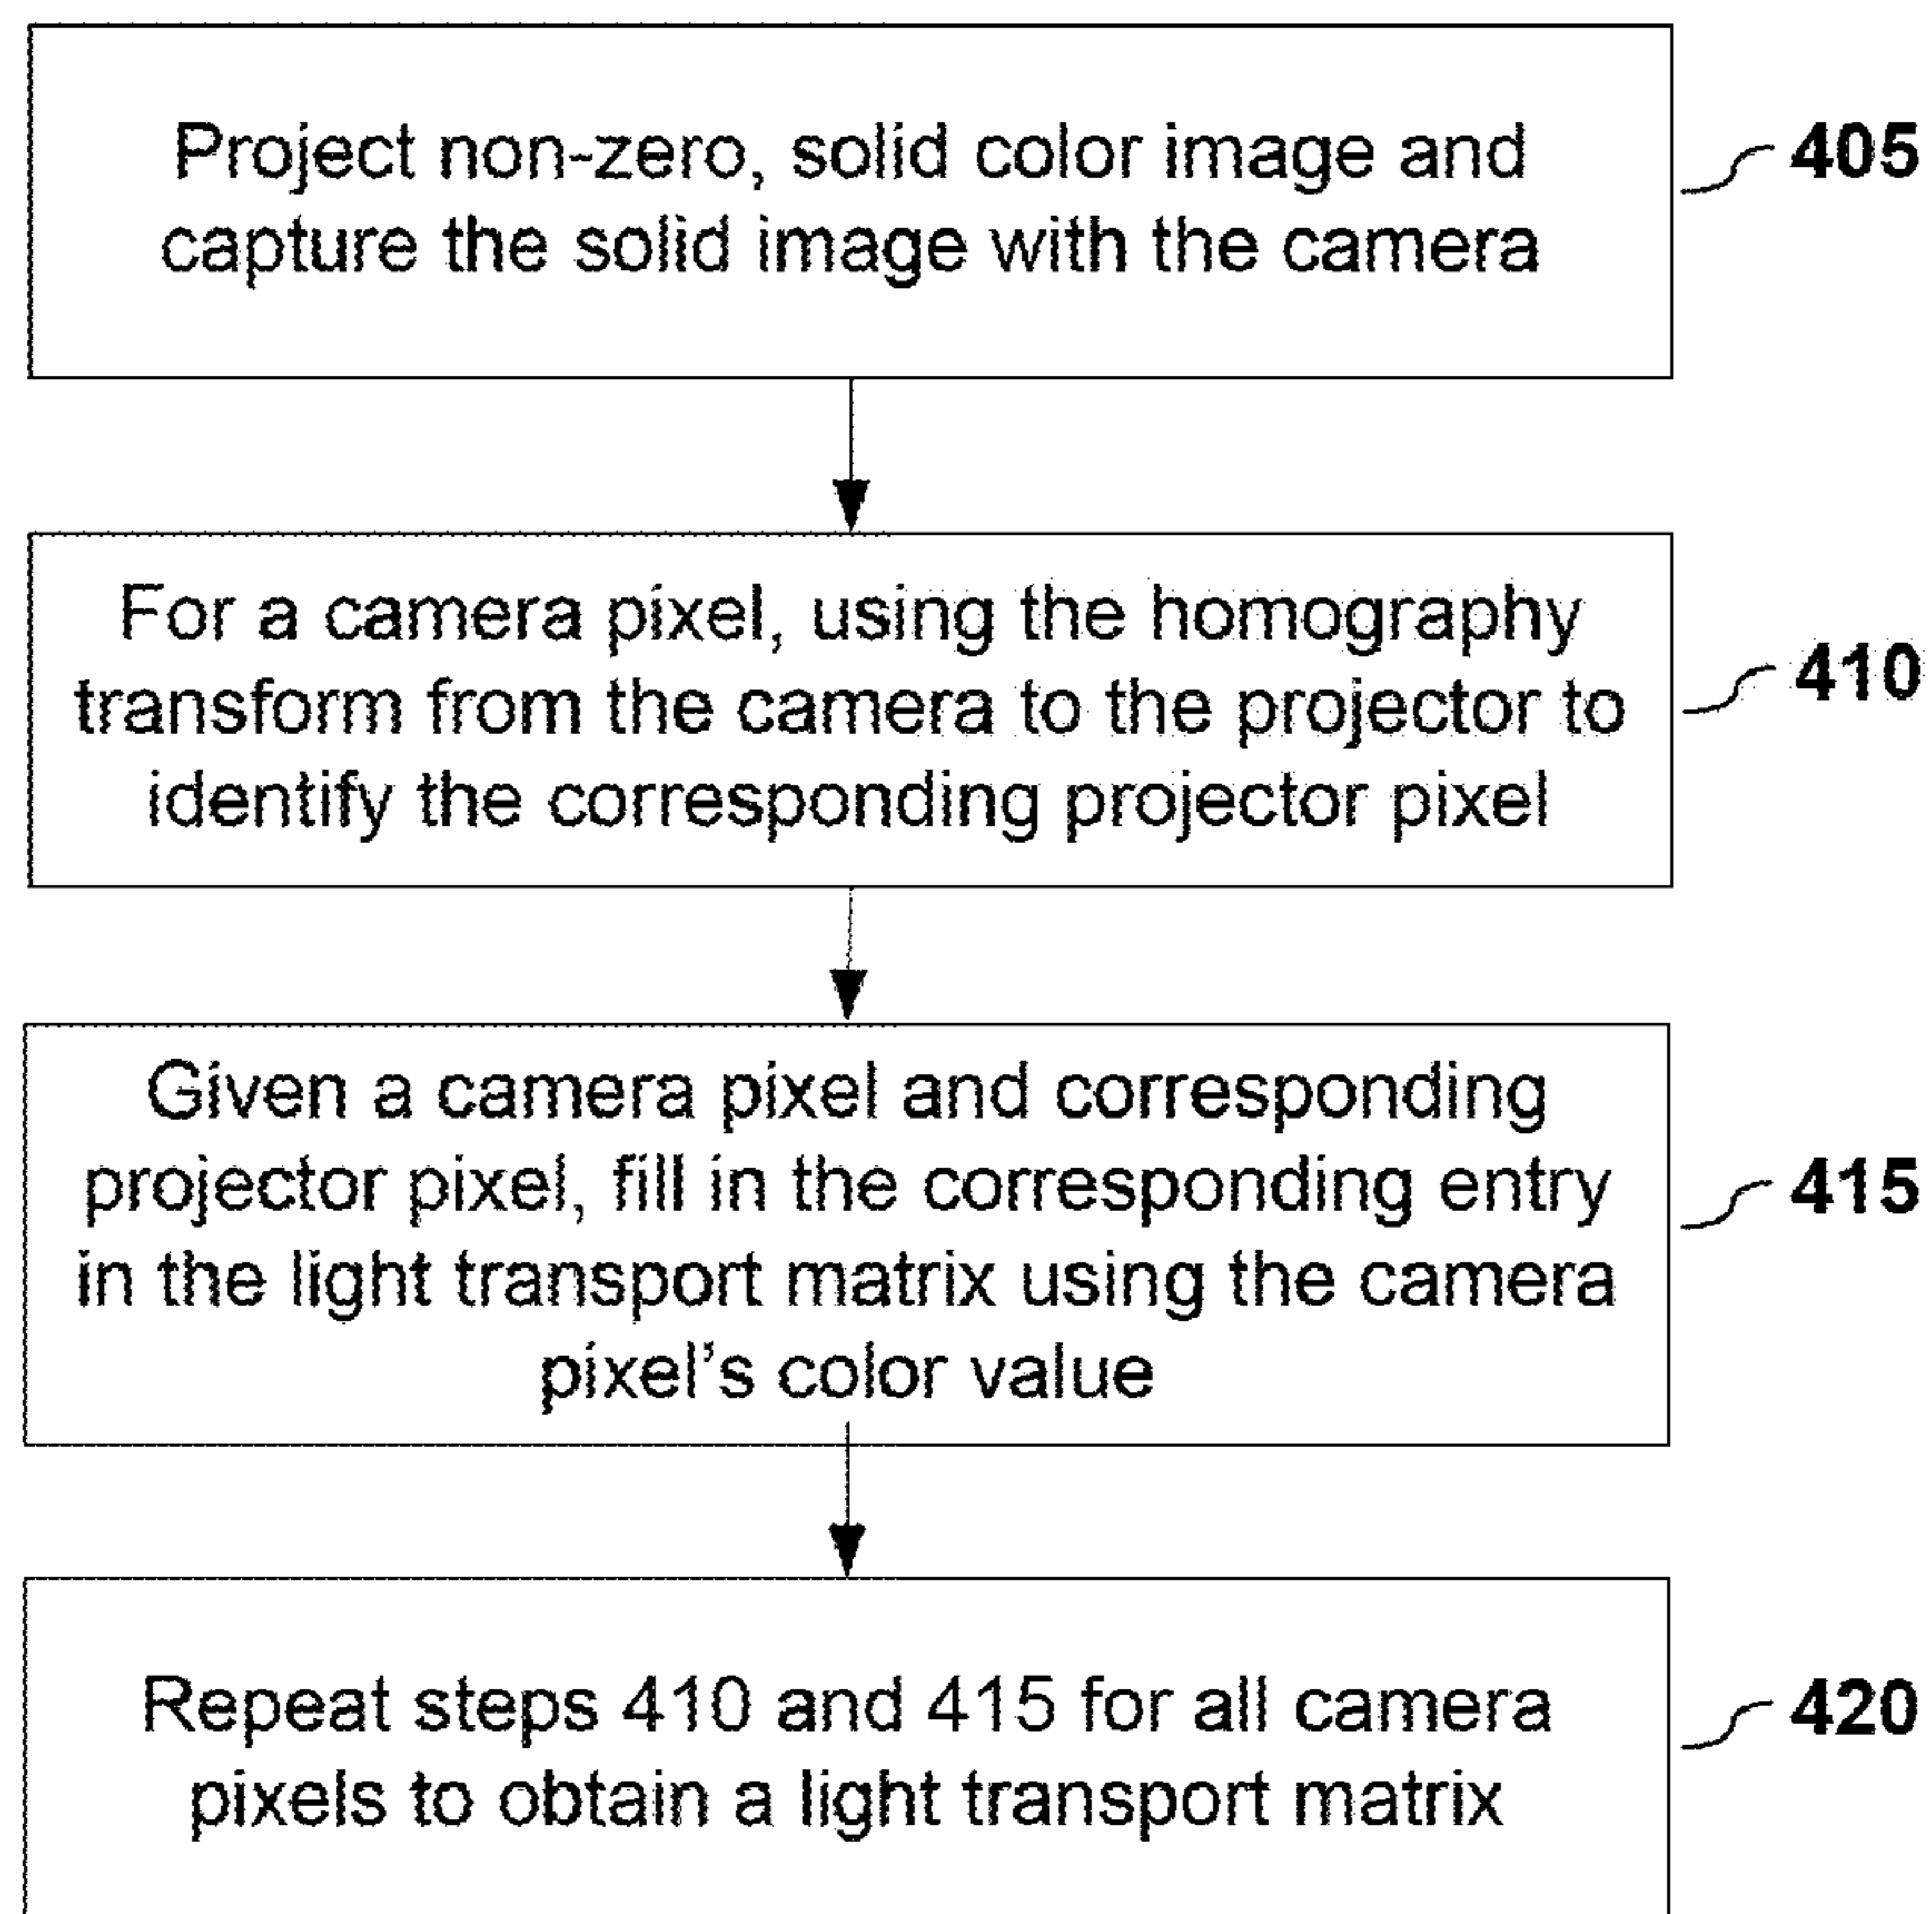 Project non-zero, solid color image and
capture the solid image with the camera
405
For a camera pixel, using the homography
transform from the camera to the projector to
identify the corresponding projector pixel
410
Given a camera pixel and corresponding
projector pixel, fill in the corresponding entry
in the light transport matrix using the camera
pixel's color value
415
Repeat steps 410 and 415 for all camera
pixels to obtain a light transport matrix
420